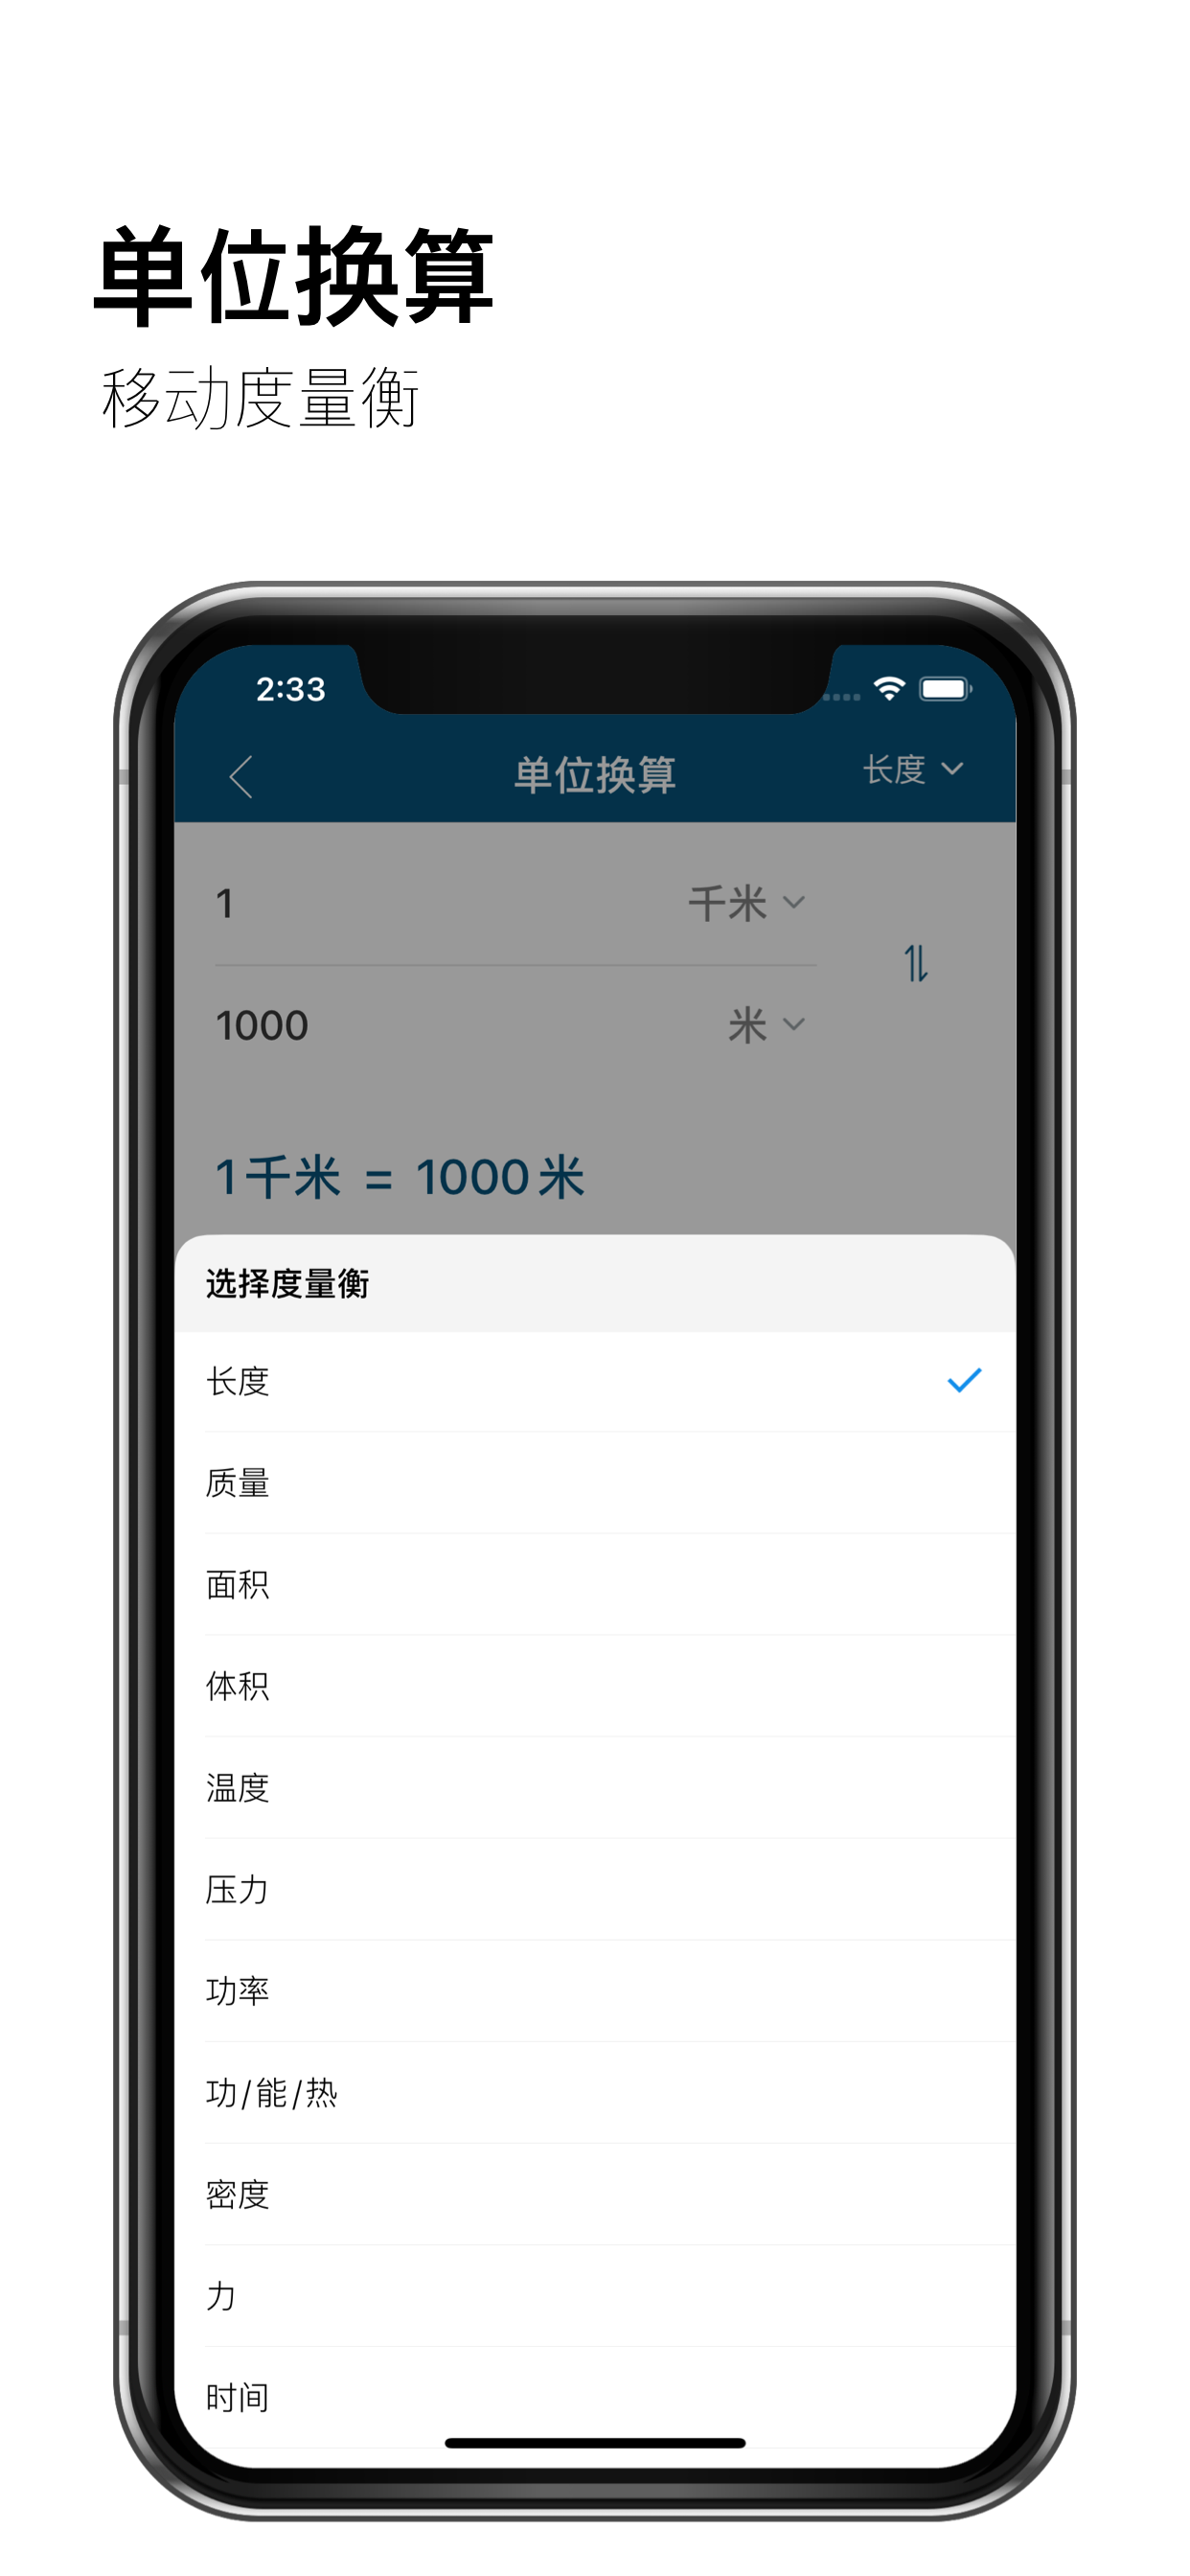 单位换算
移动度量衡
2:33
单位换算 长度
1 千米
1000 米
1千米 = 1000米
选择度量衡
长度
质量
面积
体积
温度
压力
功率
功/能/热
密度
力
时间